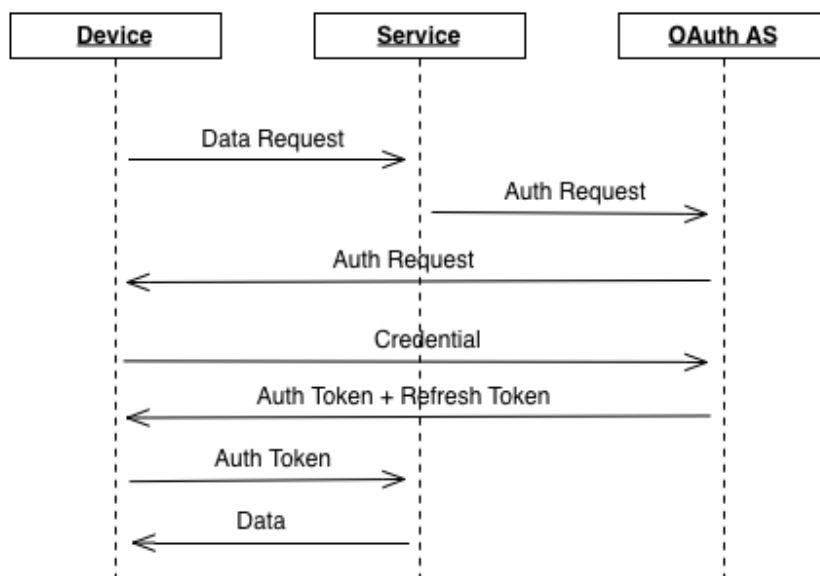 Device
Service
OAuth AS
Data Request
Auth Request
Auth Request
Credential
Auth Token + Refresh Token
Auth Token
Data